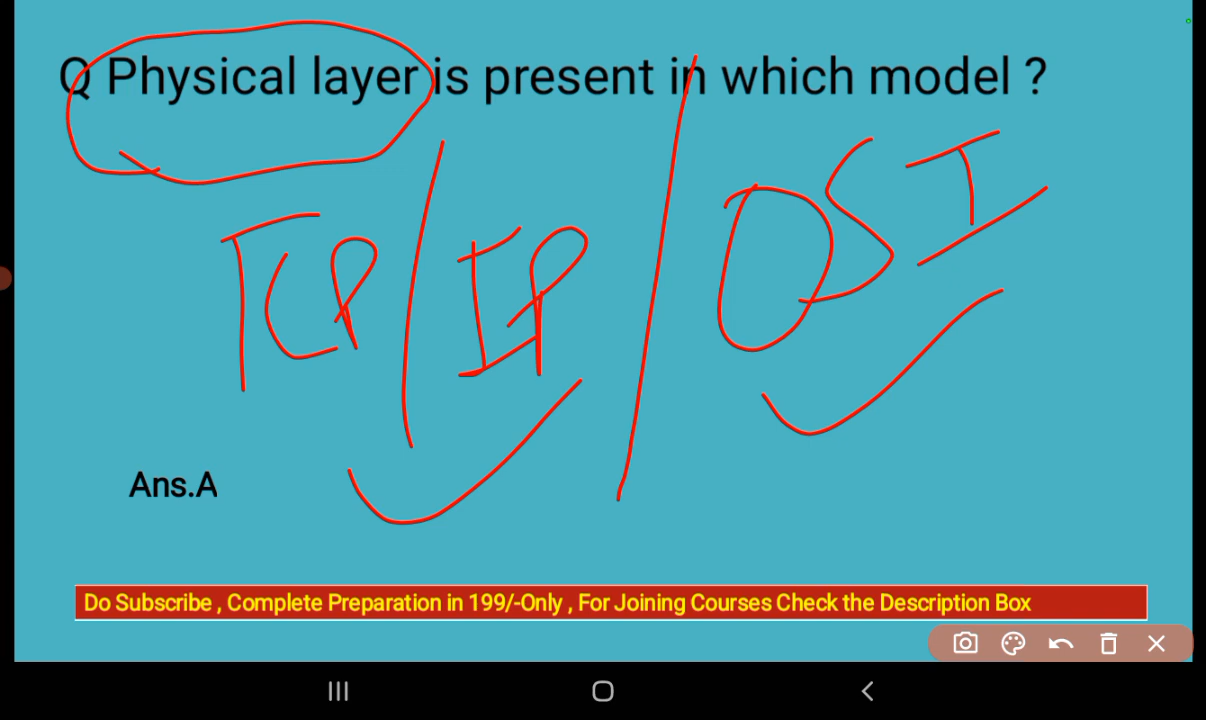 Q Physical layer is present in which model ?
TCP / IP / OSI
Ans.A
Do Subscribe , Complete Preparation in 199/-Only , For Joining Courses Check the Description Box